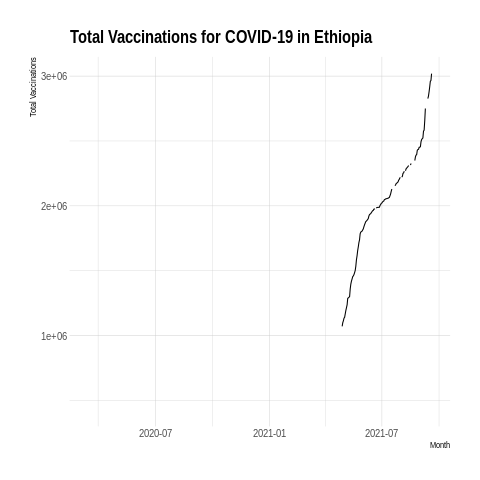 Total Vaccinations for COVID-19 in Ethiopia
Total Vaccinations
3e+06
2e+06
1e+06
2020-07 2021-01 2021-07
Month